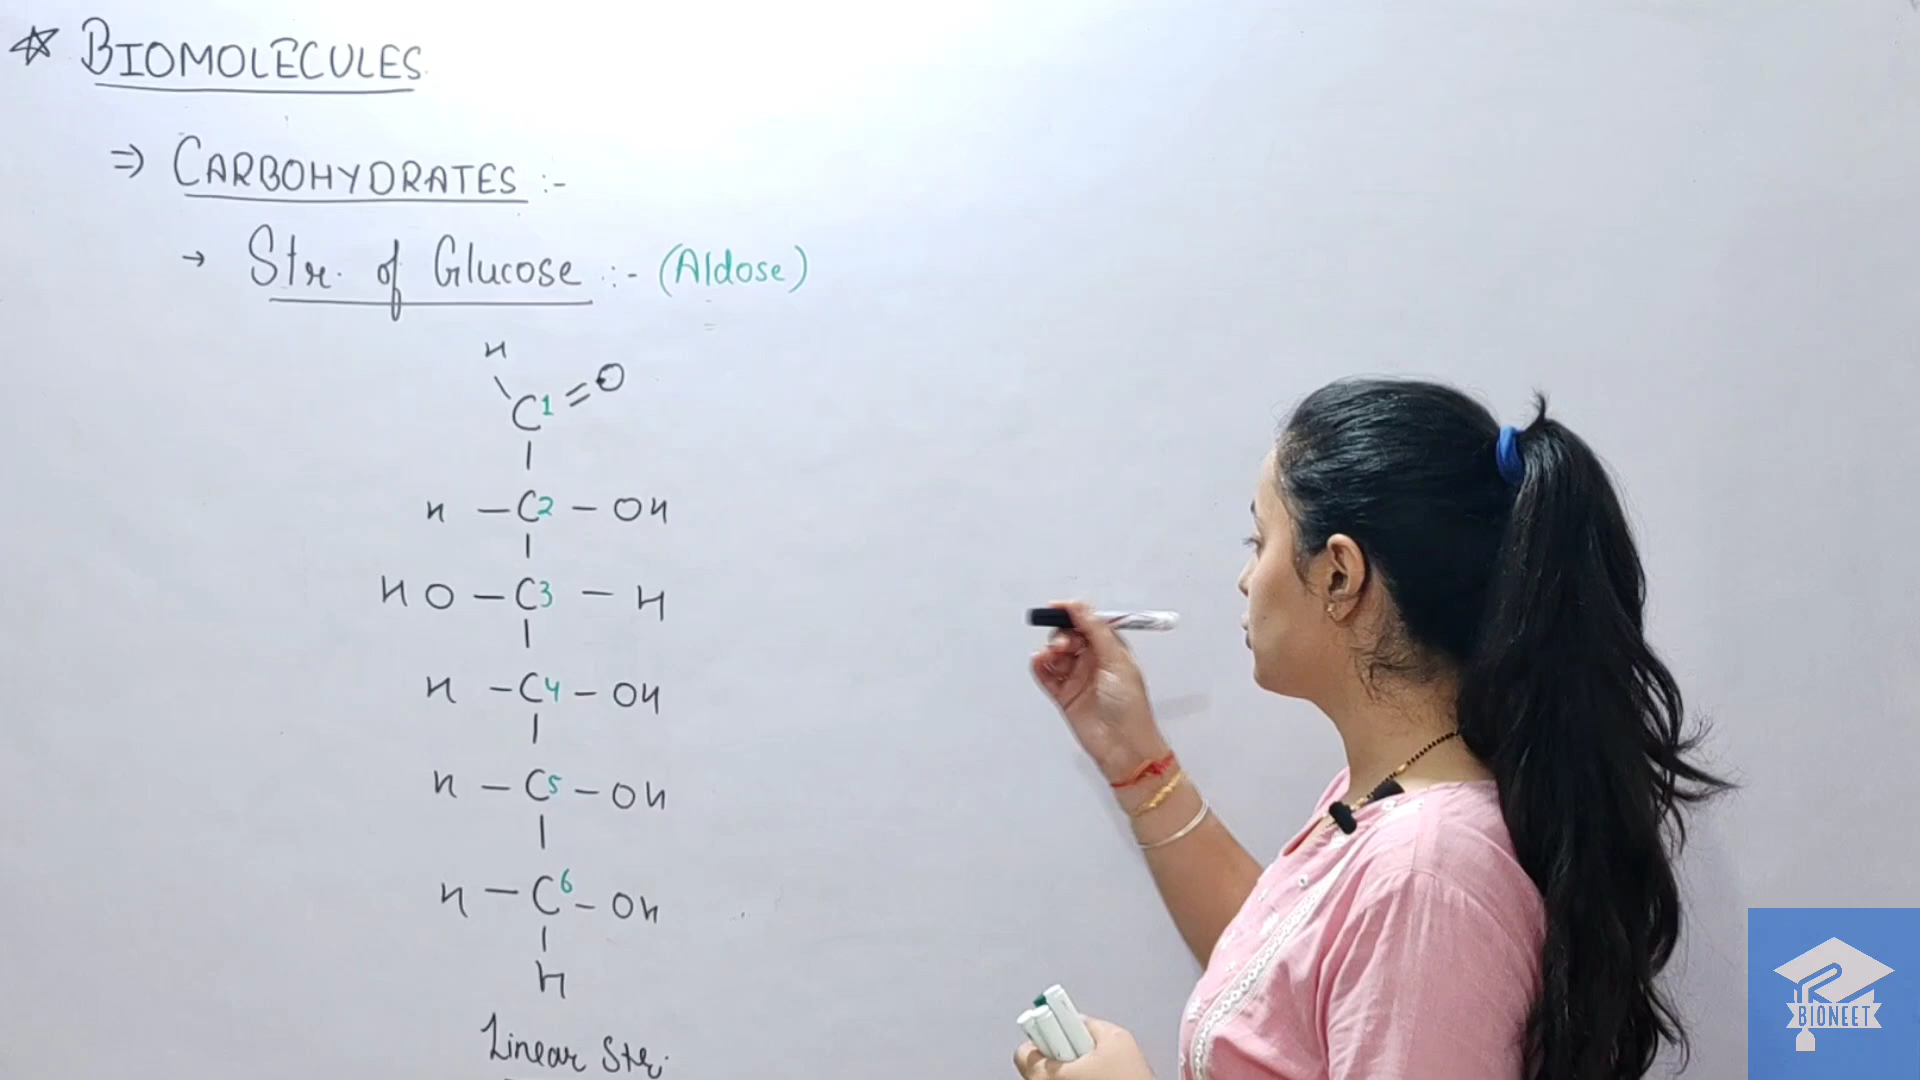 ☆ BIOMOLECULES
⇒ CARBOHYDRATES :-
→ Str. of Glucose :- (Aldose)
H
C1 = O
H - C2 - OH
HO - C3 - H
H - C4 - OH
H - C5 - OH
H - C6 - OH
H
Linear Str.
BIONEET